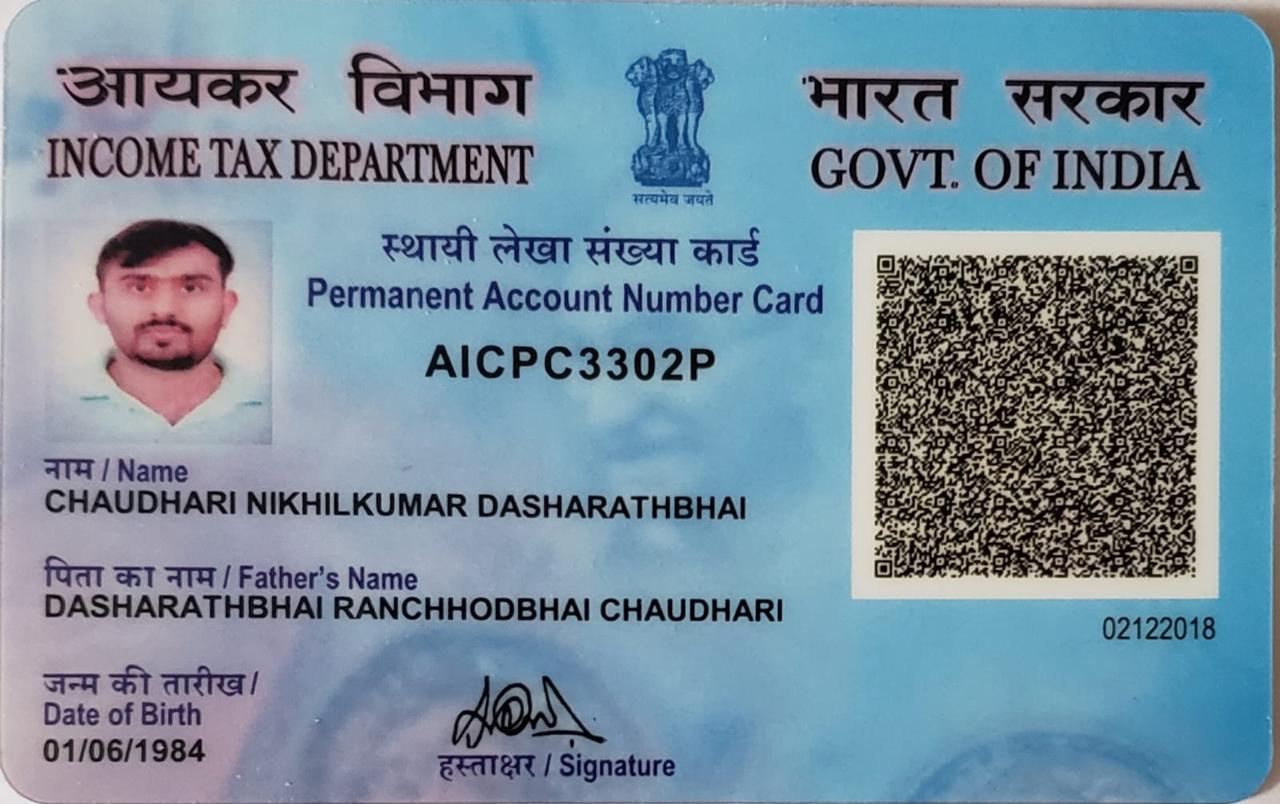 आयकर विभाग
INCOME TAX DEPARTMENT
सत्यमेव जयते
भारत सरकार
GOVT. OF INDIA
स्थायी लेखा संख्या कार्ड
Permanent Account Number Card
AICPC3302P
नाम / Name
CHAUDHARI NIKHILKUMAR DASHARATHBHAI
पिता का नाम / Father's Name
DASHARATHBHAI RANCHHODBHAI CHAUDHARI
02122018
जन्म की तारीख /
Date of Birth
01/06/1984
हस्ताक्षर / Signature